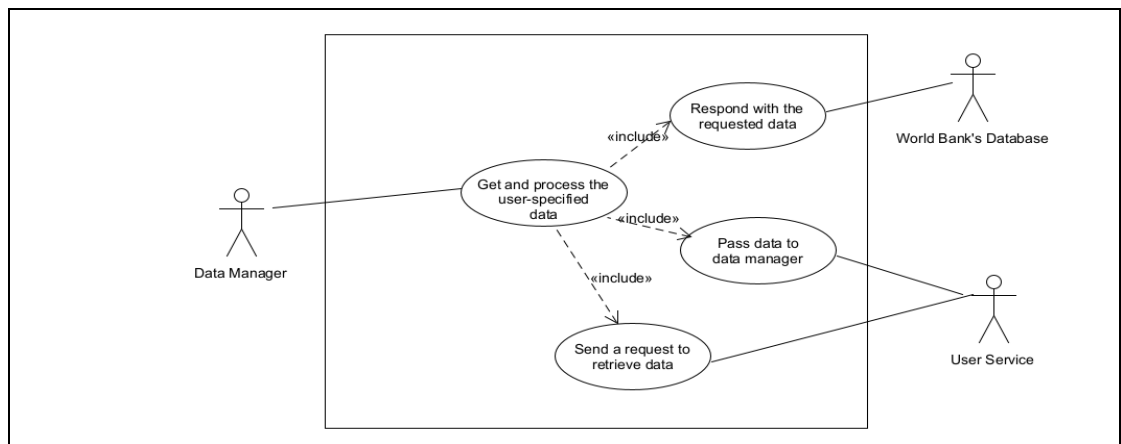 Respond with the
requested data
«include»
World Bank's Database
Get and process the
user-specified
data
«include»
Data Manager
Pass data to
data manager
«include»
Send a request to
retrieve data
User Service